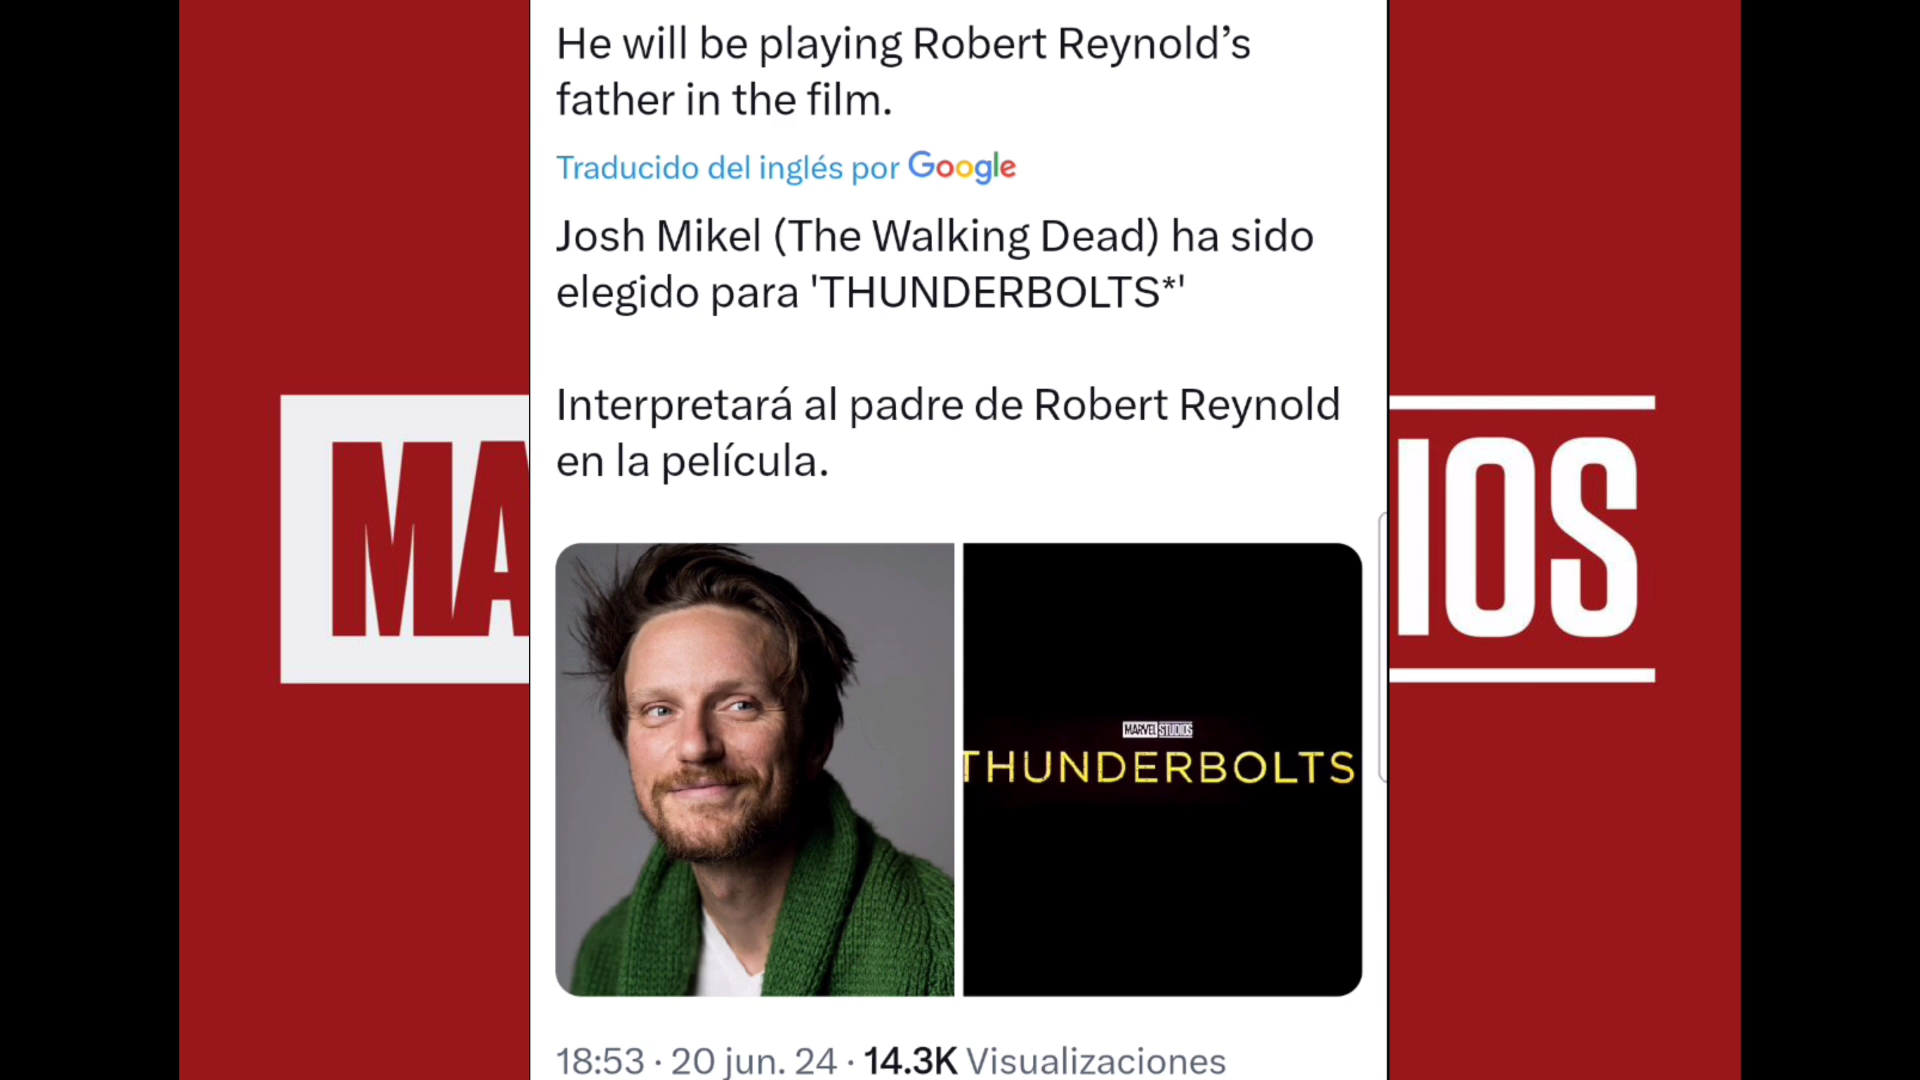 He will be playing Robert Reynold’s
father in the film.
Traducido del inglés por Google
Josh Mikel (The Walking Dead) ha sido
elegido para 'THUNDERBOLTS*'
Interpretará al padre de Robert Reynold
en la película.
MA
IOS
MARVEL STUDIOS
THUNDERBOLTS
18:53 · 20 jun. 24 · 14.3K Visualizaciones